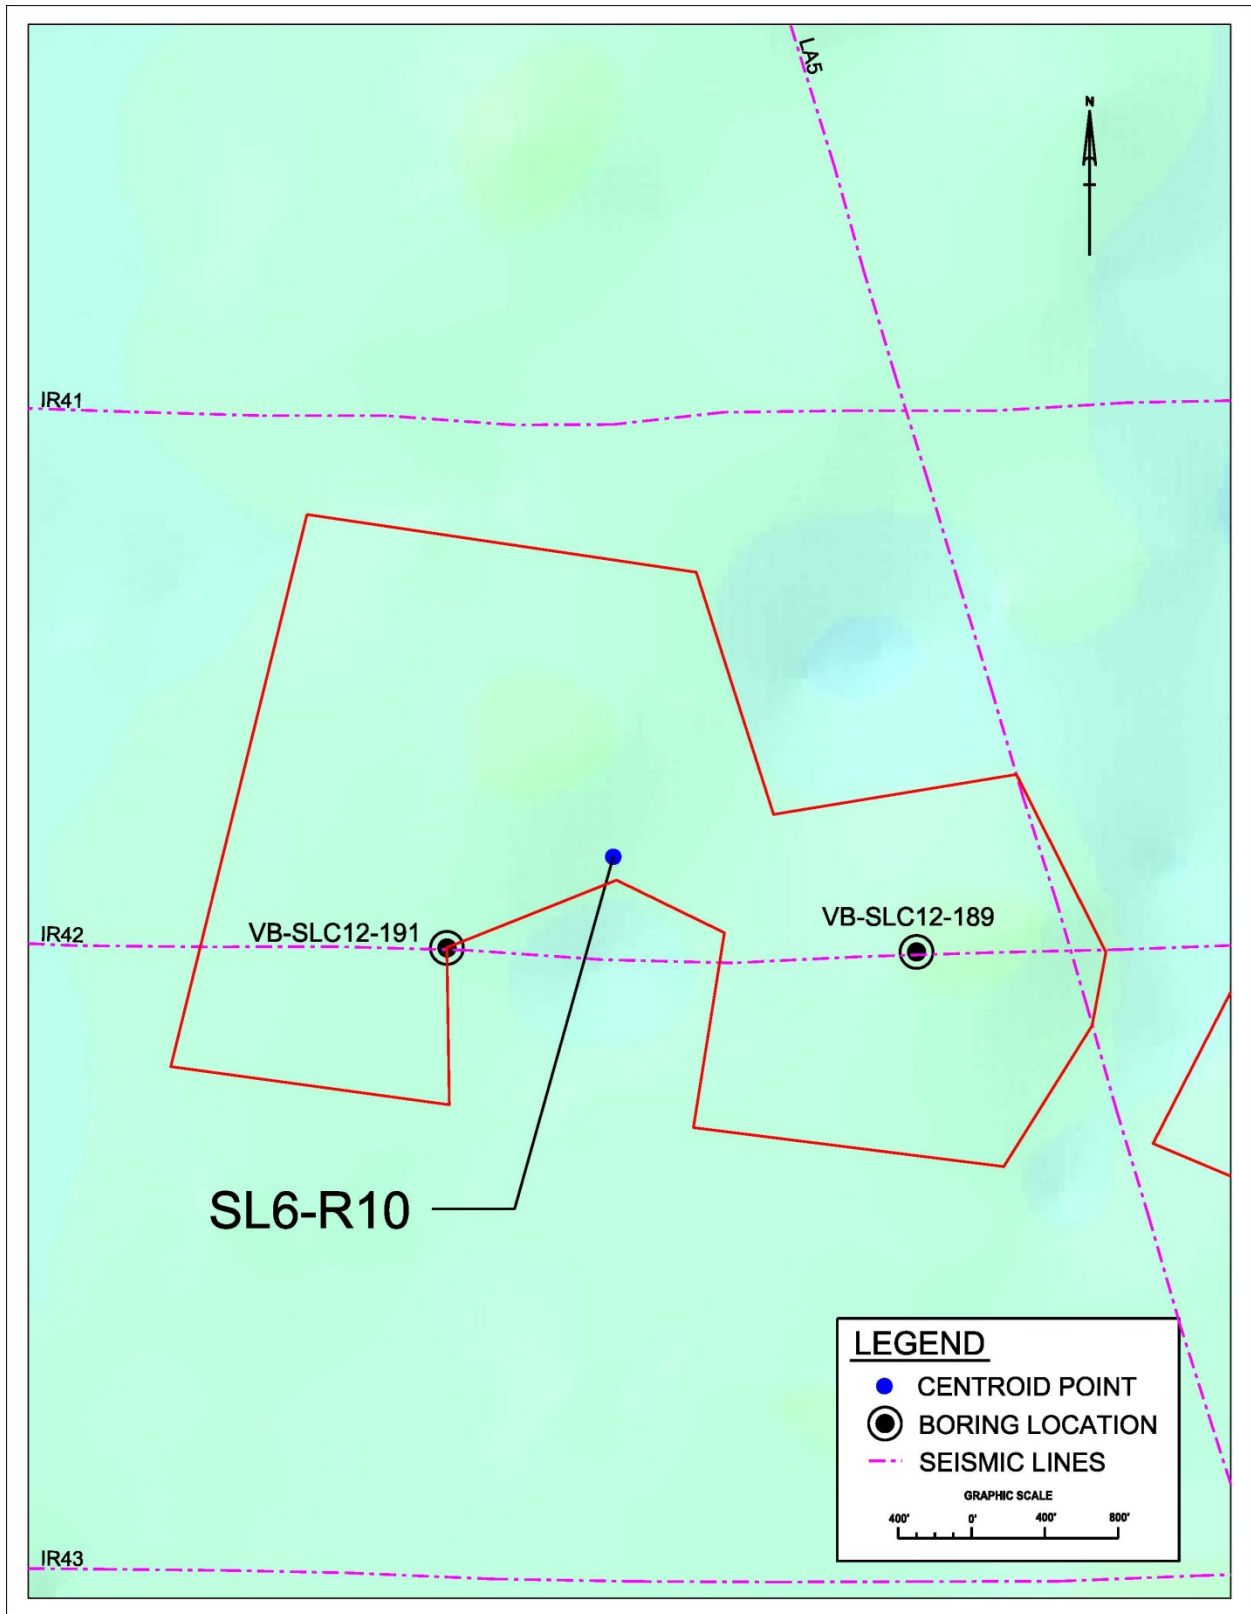 LA5
N
IR41
VB-SLC12-189
VB-SLC12-191
IR42
SL6-R10
LEGEND
CENTROID POINT
BORING LOCATION
SEISMIC LINES
GRAPHIC SCALE
400' 0' 400' 800'
IR43